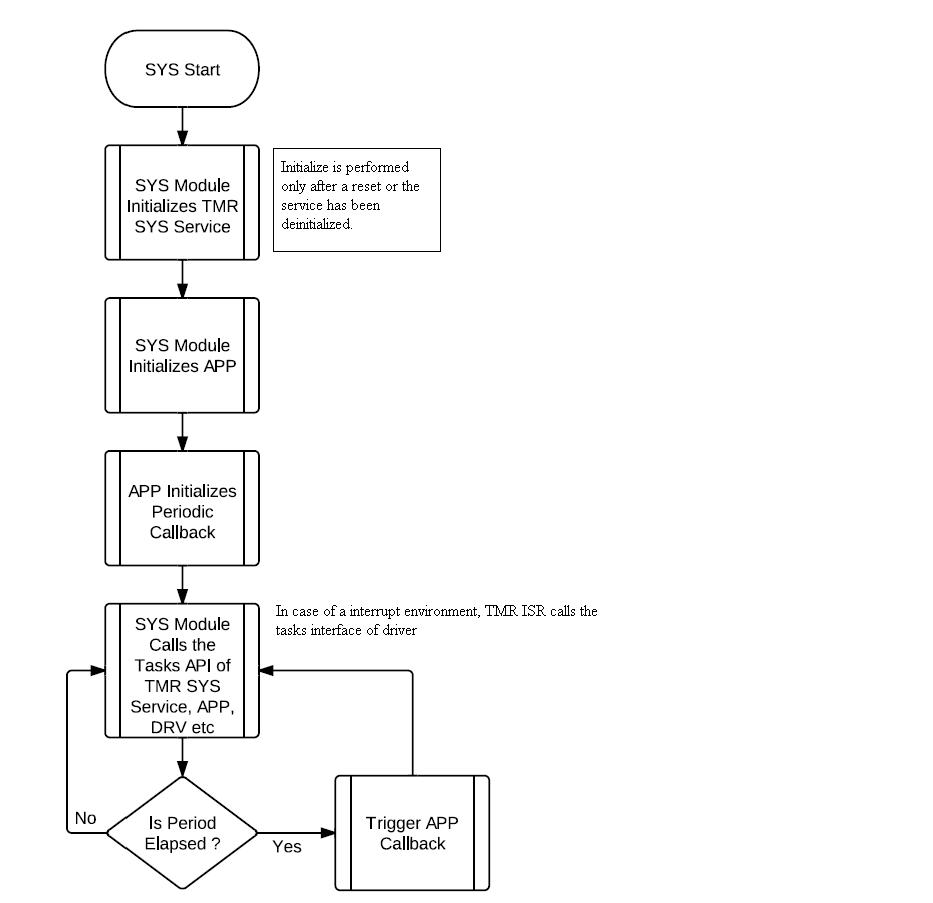 SYS Start
SYS Module
Initializes TMR
SYS Service
Initialize is performed
only after a reset or the
service has been
deinitialized.
SYS Module
Initializes APP
APP Initializes
Periodic
Callback
SYS Module
Calls the
Tasks API of
TMR SYS
Service, APP,
DRV etc
In case of a interrupt environment, TMR ISR calls the
tasks interface of driver
Is Period
Elapsed ?
No
Yes
Trigger APP
Callback